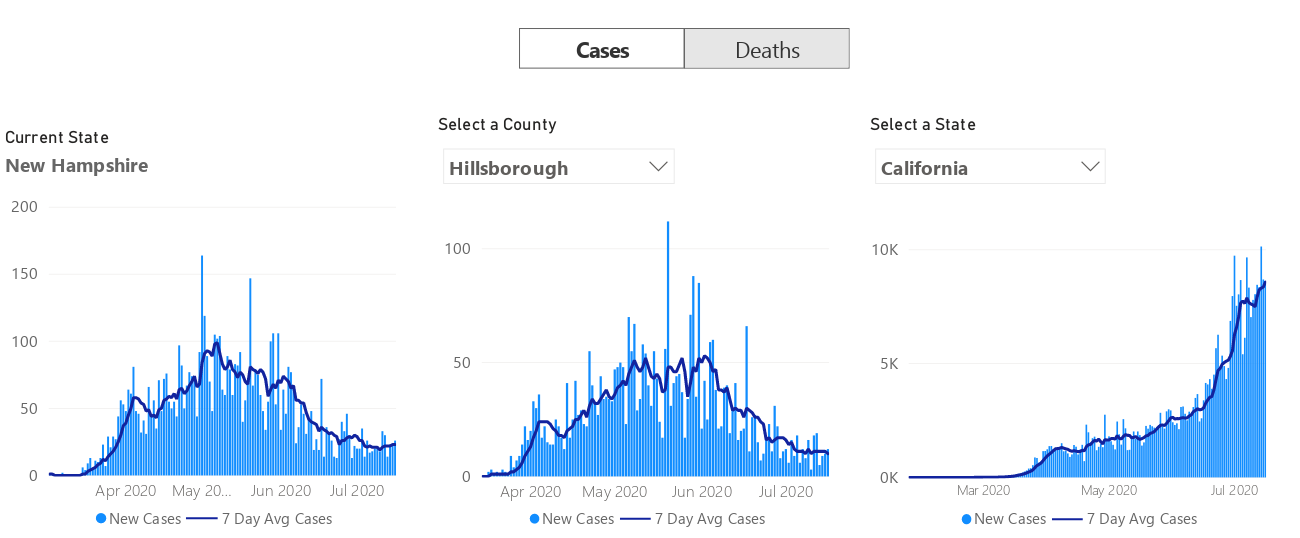 Cases Deaths
Current State
New Hampshire
Select a County
Hillsborough
Select a State
California
200
150
100
50
0
Apr 2020 May 20... Jun 2020 Jul 2020
New Cases 7 Day Avg Cases
100
50
0
Apr 2020 May 2020 Jun 2020 Jul 2020
New Cases 7 Day Avg Cases
10K
5K
0K
Mar 2020 May 2020 Jul 2020
New Cases 7 Day Avg Cases